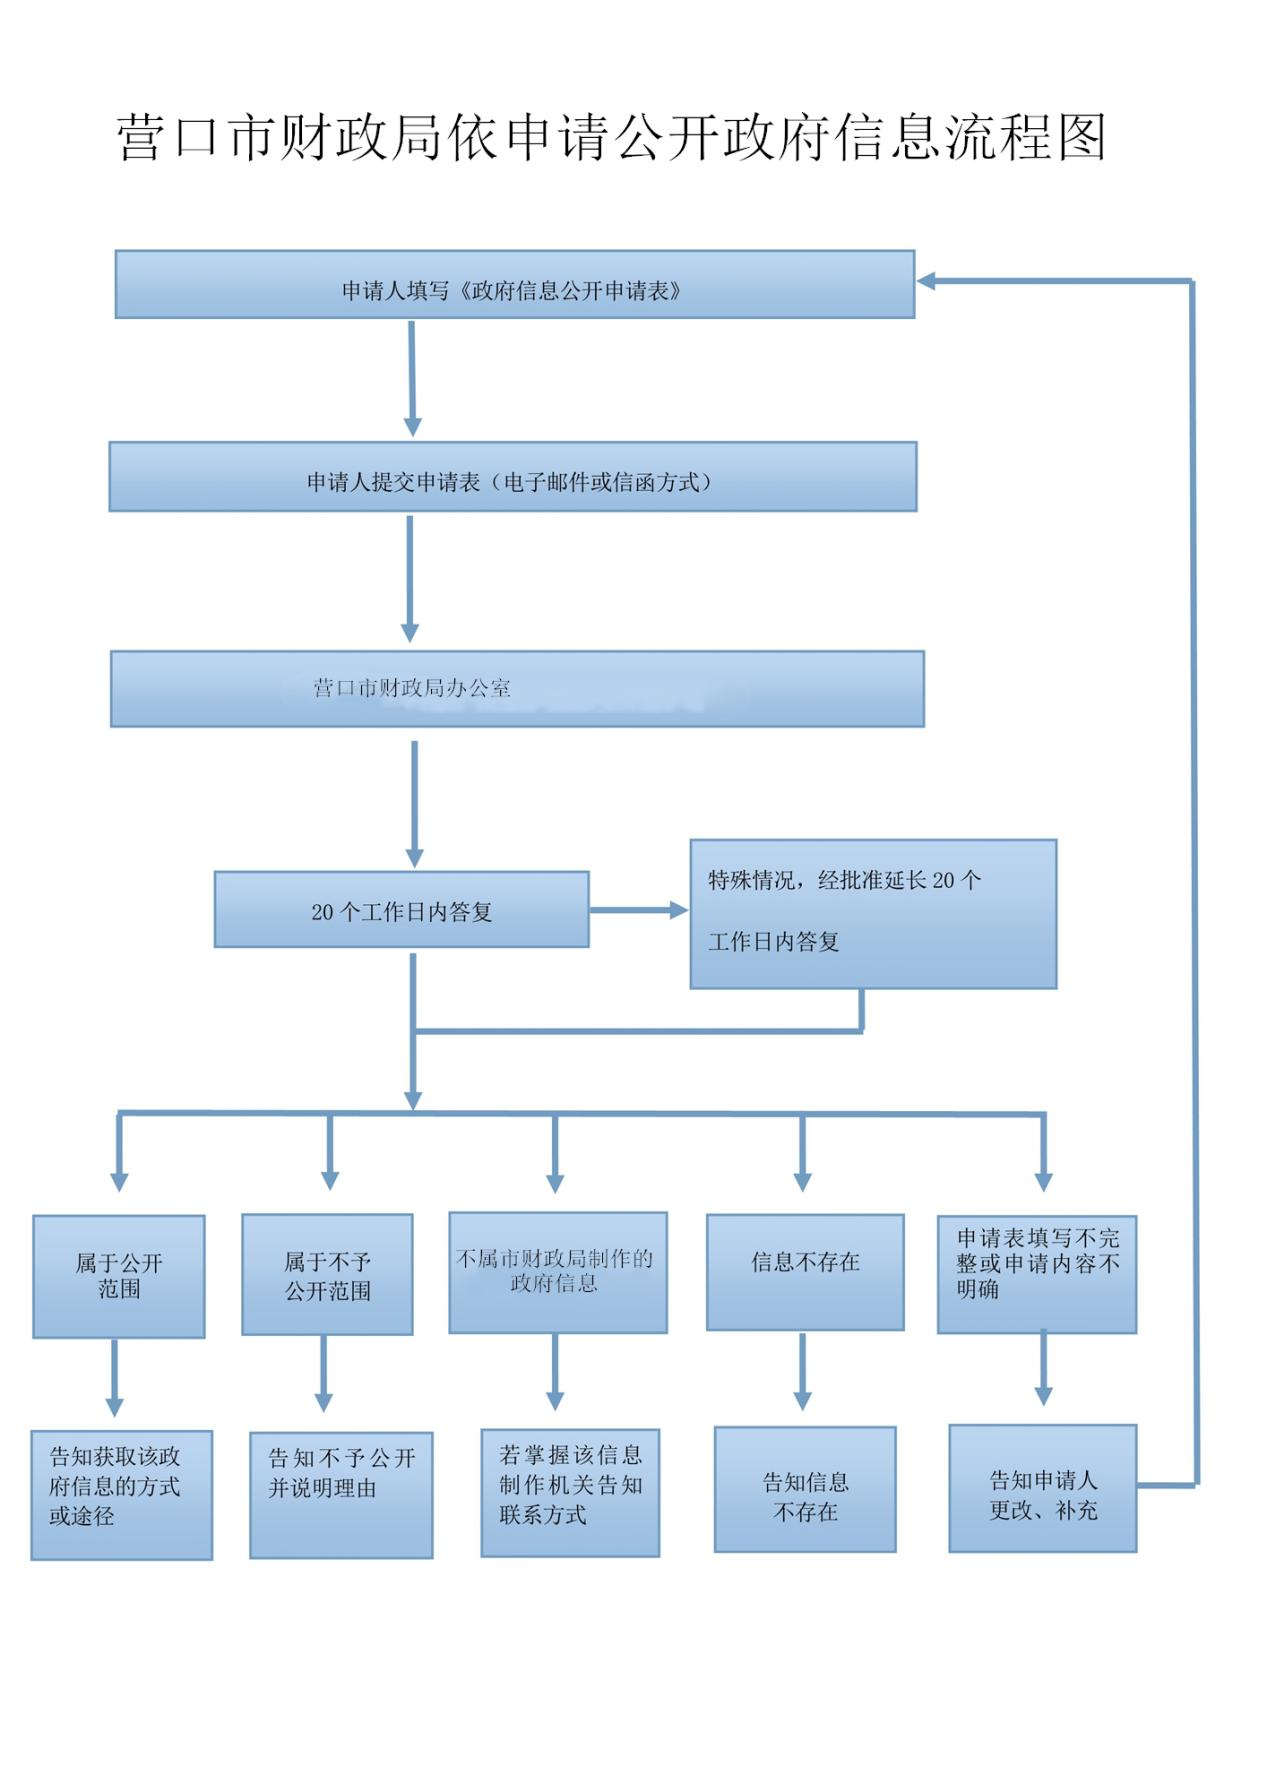 营口市财政局依申请公开政府信息流程图
申请人填写《政府信息公开申请表》
申请人提交申请表（电子邮件或信函方式）
营口市财政局办公室
20 个工作日内答复
特殊情况，经批准延长 20 个
工作日内答复
属于公开
范围
属于不予
公开范围
不属市财政局制作的
政府信息
信息不存在
申请表填写不完
整或申请内容不
明确
告知获取该政
府信息的方式
或途径
告知不予公开
并说明理由
若掌握该信息
制作机关告知
联系方式
告知信息
不存在
告知申请人
更改、补充